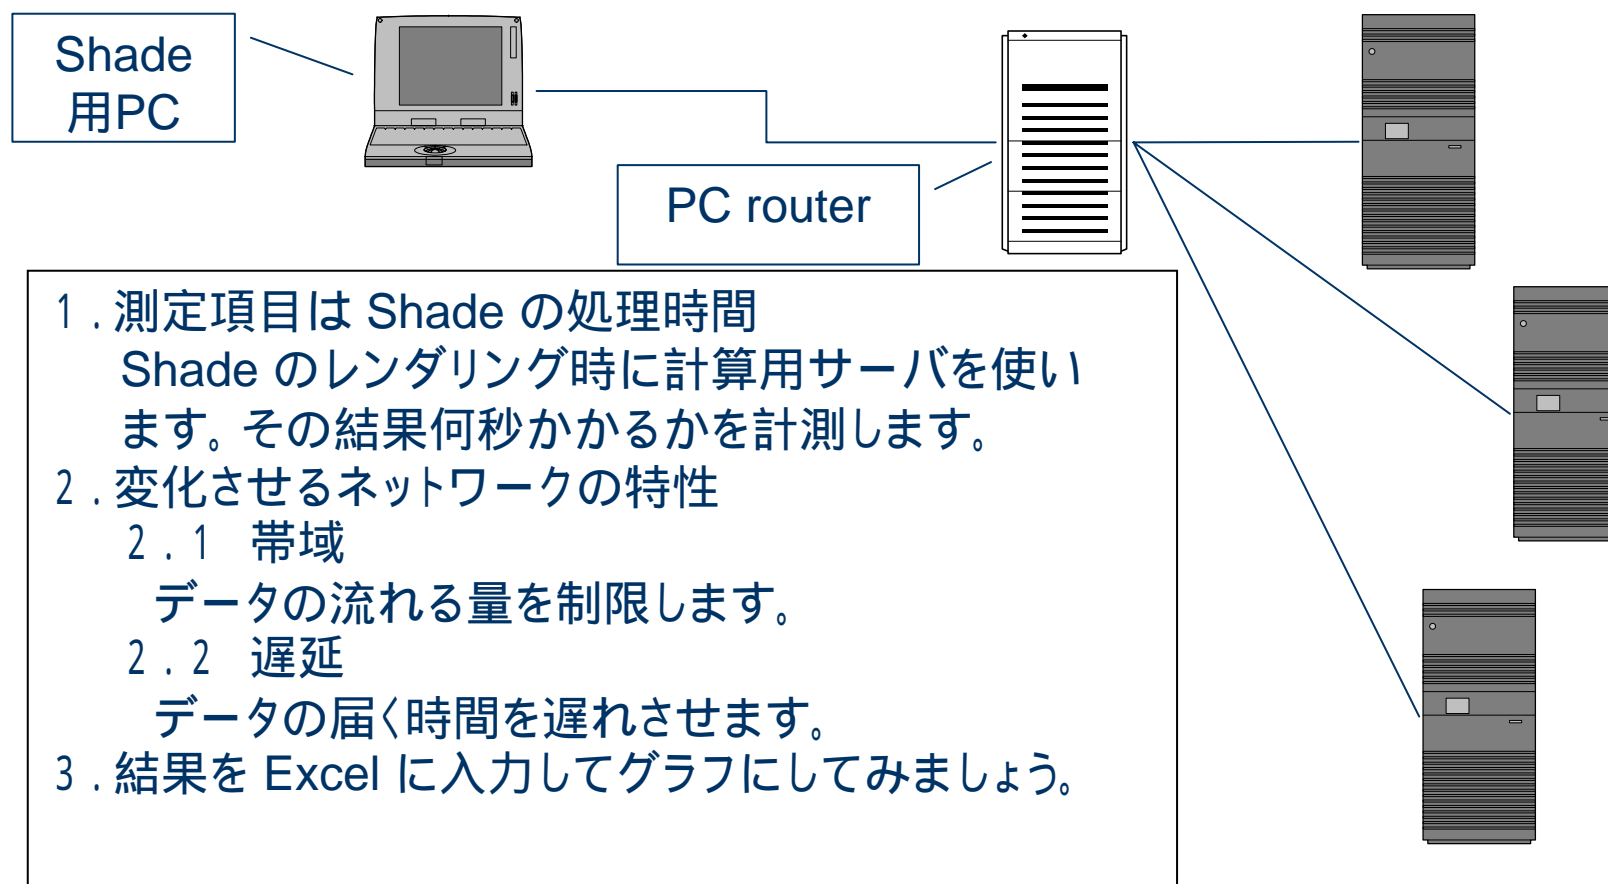 Shade
用PC
PC router
1.測定項目は Shade の処理時間
Shade のレンダリング時に計算用サーバを使い
ます。その結果何秒かかるかを計測します。
2.変化させるネットワークの特性
2.1 帯域
データの流れる量を制限します。
2.2 遅延
データの届く時間を遅れさせます。
3.結果を Excel に入力してグラフにしてみましょう。